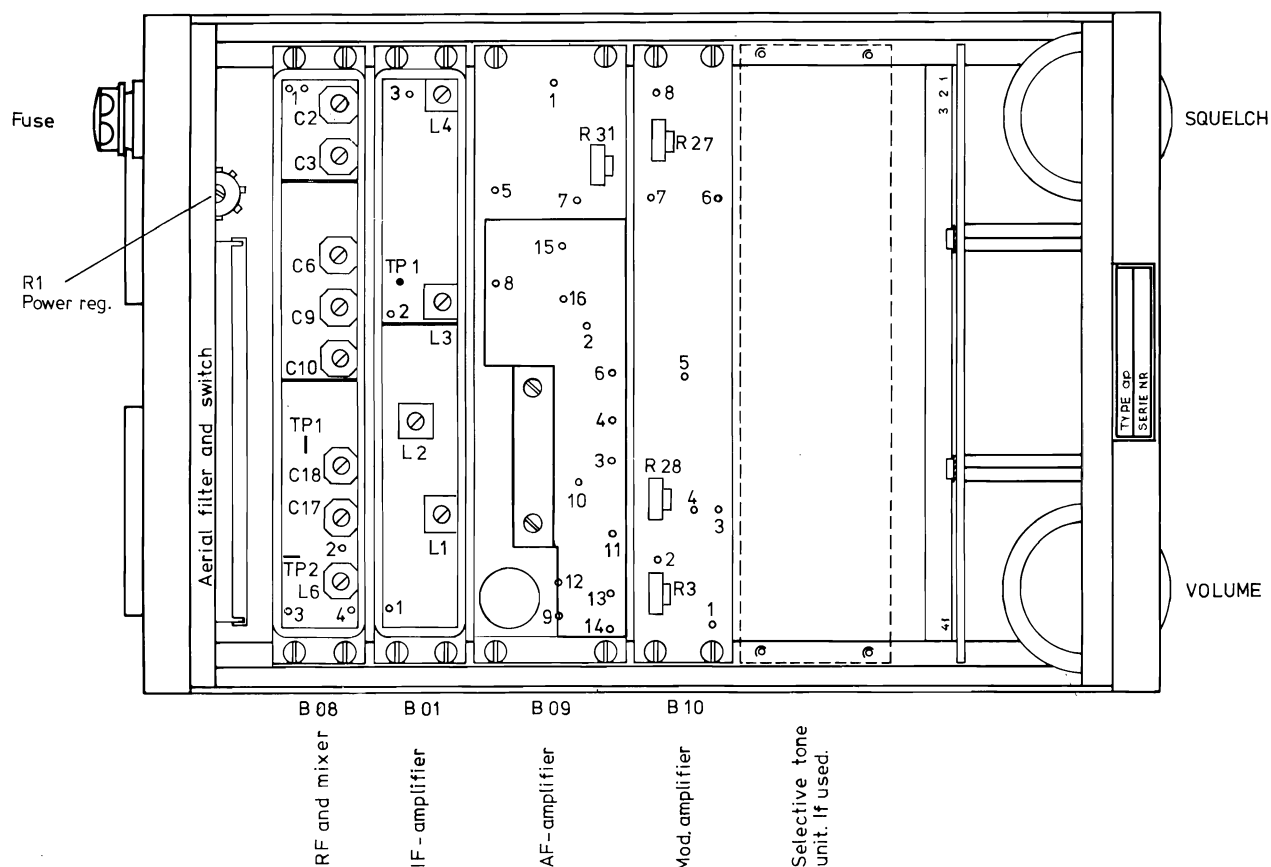 Fuse
R1
Power reg.
Aerial filter and switch
1
C2
C3
C6
C9
C10
TP1
C18
C17
2
TP2
L6
3
4
3
L4
TP 1
2
L3
L2
L1
1
1
R 31
5
7
15
8
16
2
6
4
3
10
11
12
13
9
14
8
R 27
7
6
5
R 28
4
3
2
R3
1
3 2 1
41
TYPE ap
SERIE NR
SQUELCH
VOLUME
B 08
B 01
B 09
B 10
RF and mixer
IF-amplifier
AF-amplifier
Mod. amplifier
Selective tone
unit. If used.